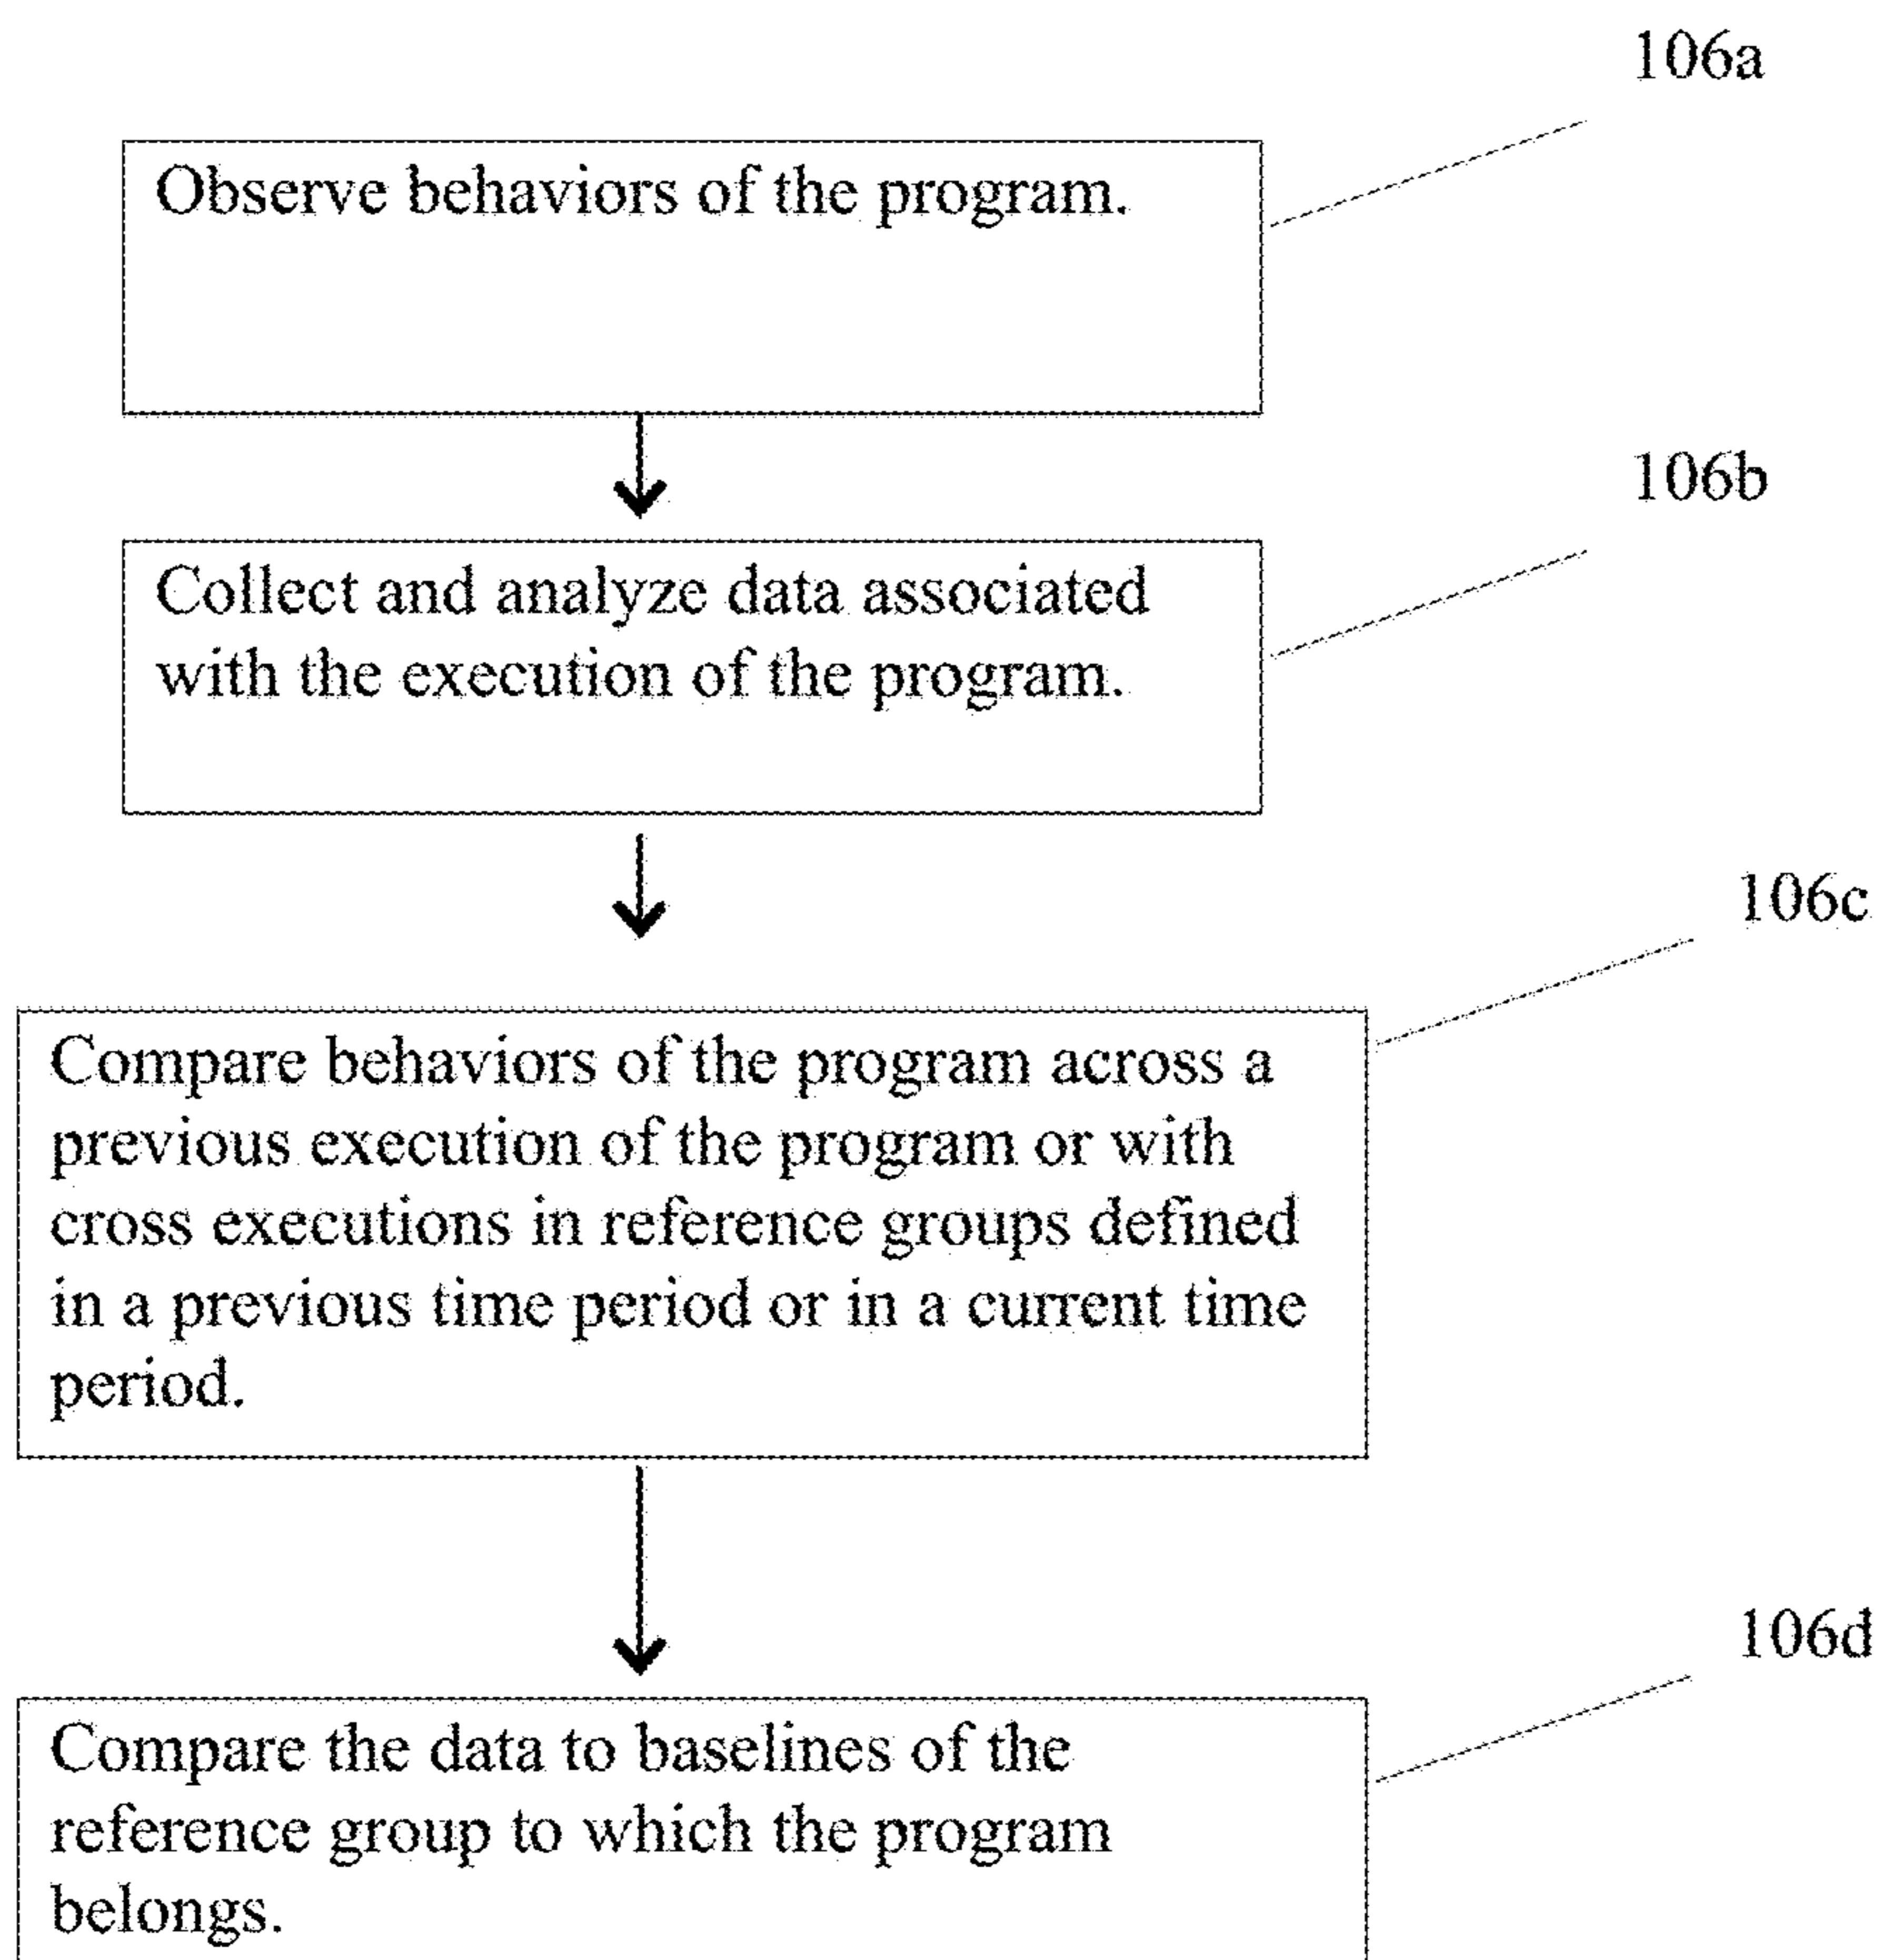 106a
Observe behaviors of the program.
106b
Collect and analyze data associated
with the execution of the program.
106c
Compare behaviors of the program across a
previous execution of the program or with
cross executions in reference groups defined
in a previous time period or in a current time
period.
106d
Compare the data to baselines of the
reference group to which the program
belongs.